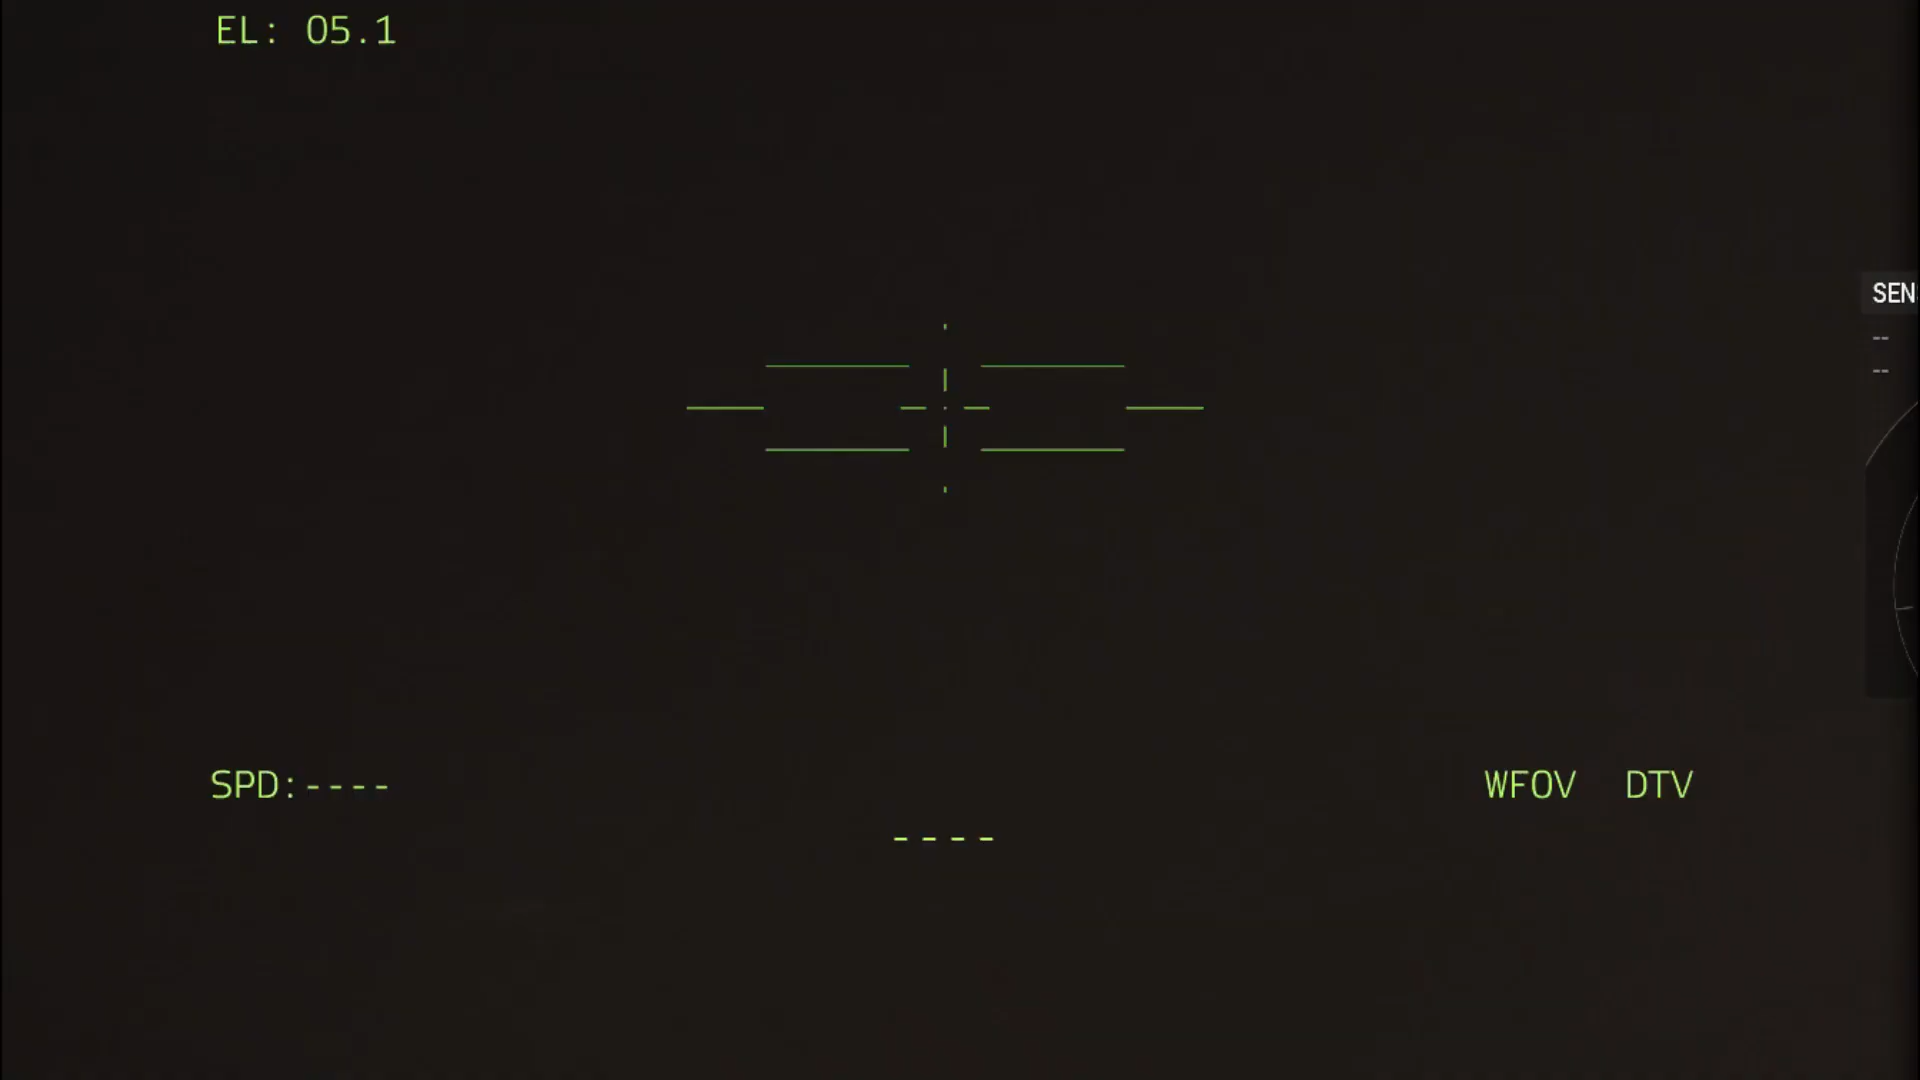 EL: 05.1
SEN
--
--
SPD:----
WFOV DTV
----